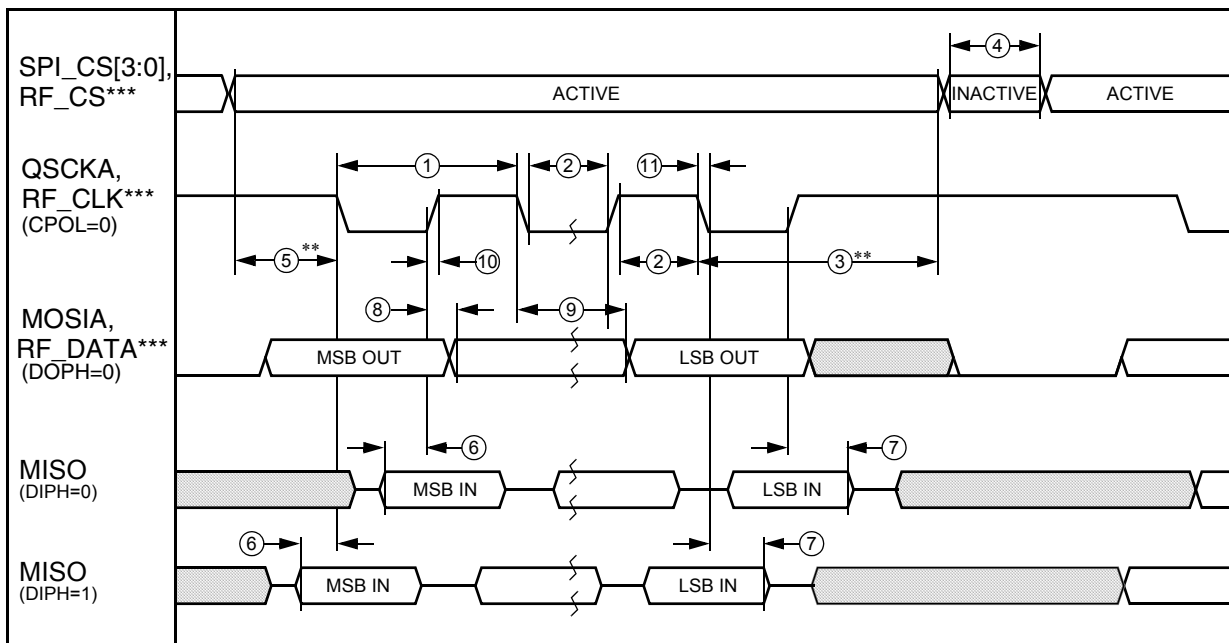 SPI_CS[3:0],
RF_CS***
ACTIVE
INACTIVE
ACTIVE
4
QSCKA,
RF_CLK***
(CPOL=0)
1
2
11
5**
10
2
3**
MOSIA,
RF_DATA***
(DOPH=0)
8
9
MSB OUT
LSB OUT
6
7
MISO
(DIPH=0)
MSB IN
LSB IN
6
7
MISO
(DIPH=1)
MSB IN
LSB IN